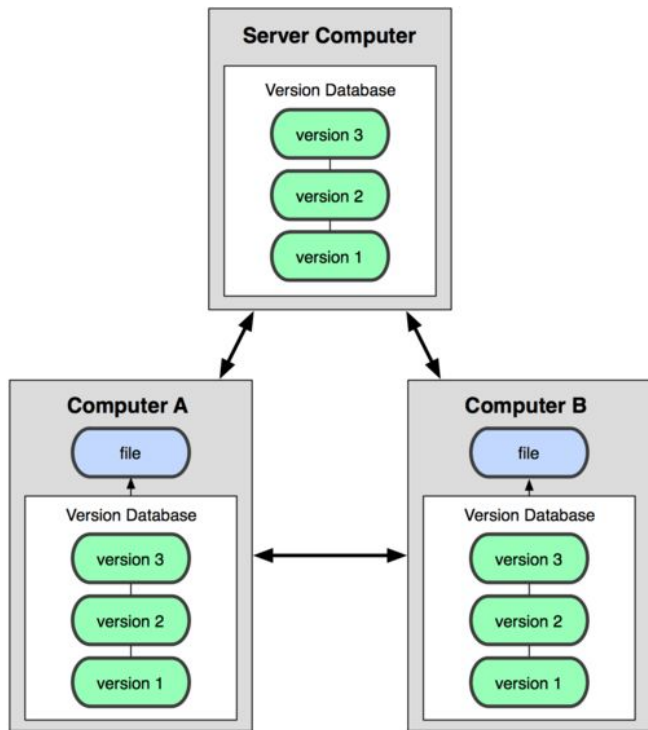 Server Computer
Version Database
version 3
version 2
version 1
Computer A
file
Version Database
version 3
version 2
version 1
Computer B
file
Version Database
version 3
version 2
version 1